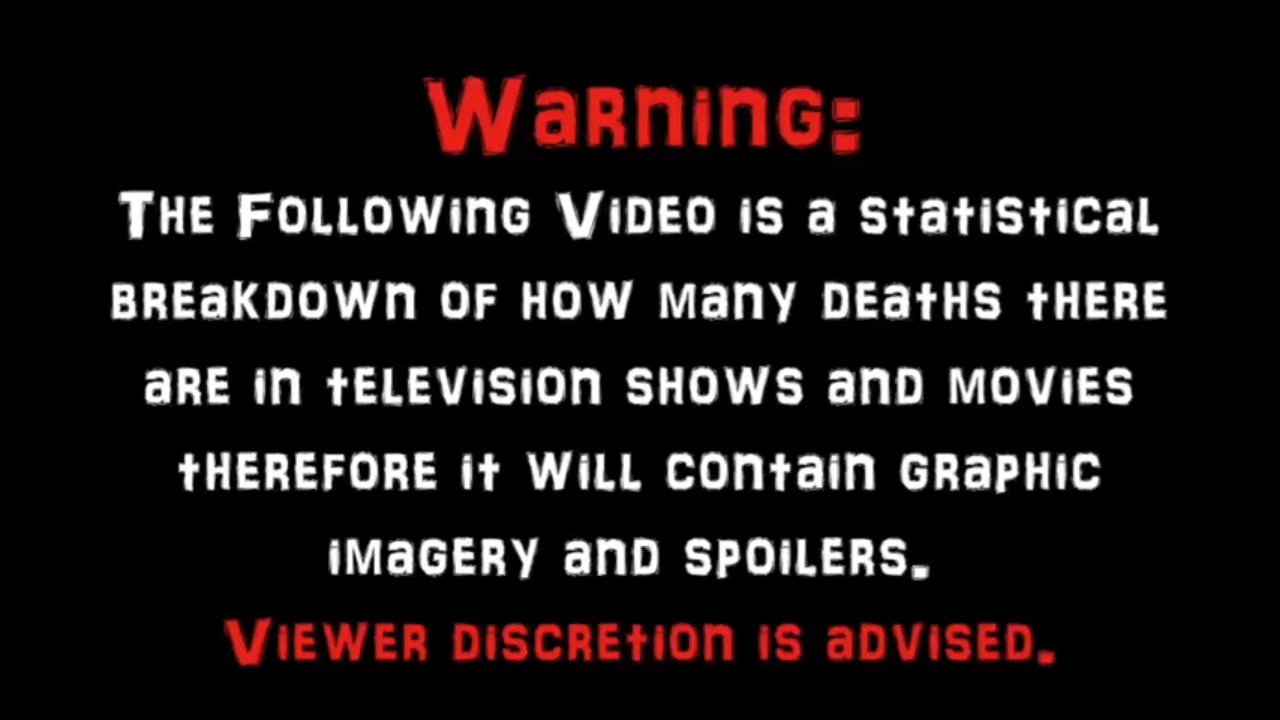 Warning:
The Following Video is a statistical
breakdown of how many deaths there
are in television shows and movies
therefore it will contain graphic
imagery and spoilers.
Viewer discretion is advised.